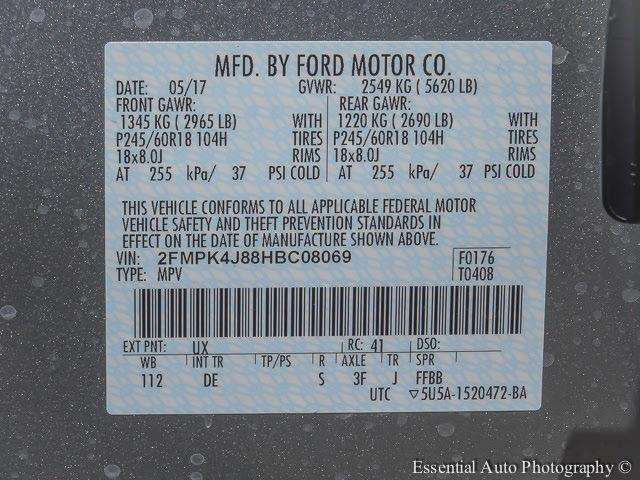 MFD. BY FORD MOTOR CO.
DATE: 05/17 GVWR: 2549 KG ( 5620 LB)
FRONT GAWR: REAR GAWR:
1345 KG ( 2965 LB) WITH 1220 KG ( 2690 LB) WITH
P245/60R18 104H TIRES P245/60R18 104H TIRES
18x8.0J RIMS 18x8.0J RIMS
AT 255 kPa/ 37 PSI COLD AT 255 kPa/ 37 PSI COLD
THIS VEHICLE CONFORMS TO ALL APPLICABLE FEDERAL MOTOR
VEHICLE SAFETY AND THEFT PREVENTION STANDARDS IN
EFFECT ON THE DATE OF MANUFACTURE SHOWN ABOVE.
VIN: 2FMPK4J88HBC08069 F0176
TYPE: MPV T0408
EXT PNT: UX RC: 41 DSO:
WB INT TR TP/PS R AXLE TR SPR
112 DE S 3F J FFBB
UTC ▽5U5A-1520472-BA
Essential Auto Photography ©